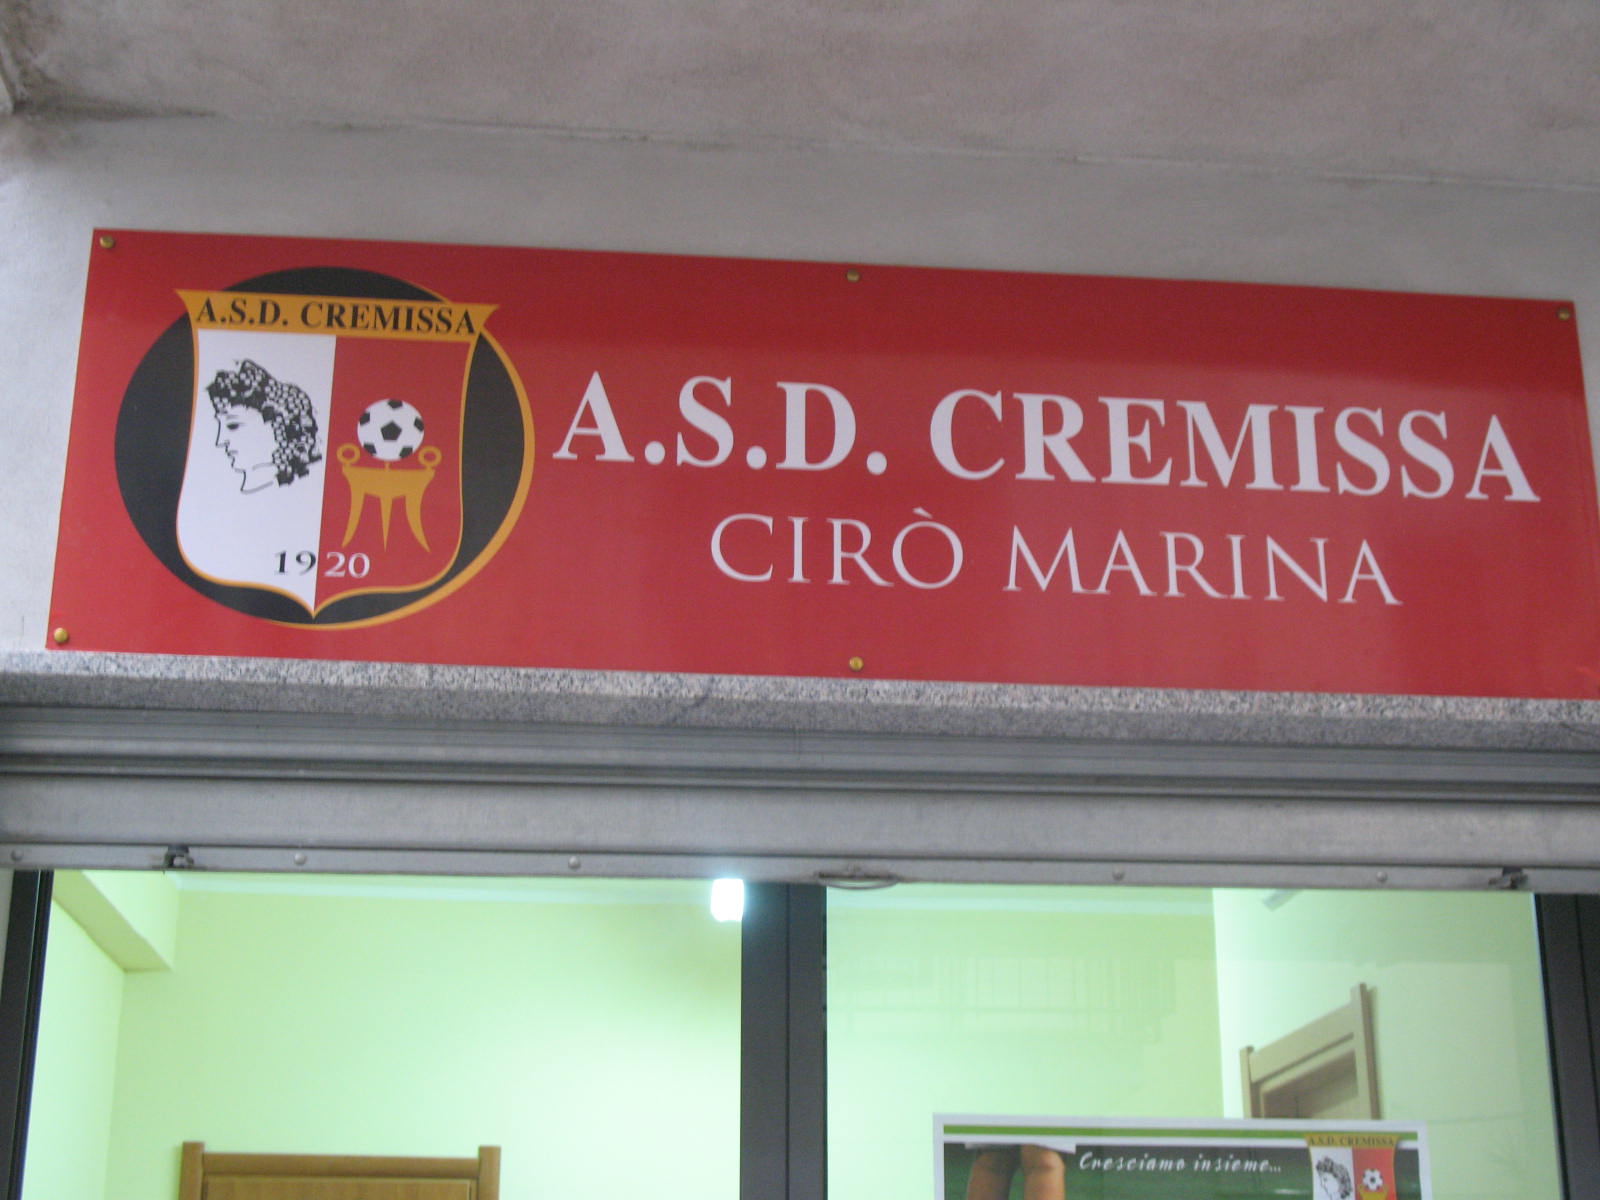 A.S.D. CREMISSA
1920
A.S.D. CREMISSA
CIRÒ MARINA
Cresciamo insieme...
A.S.D. CREMISSA